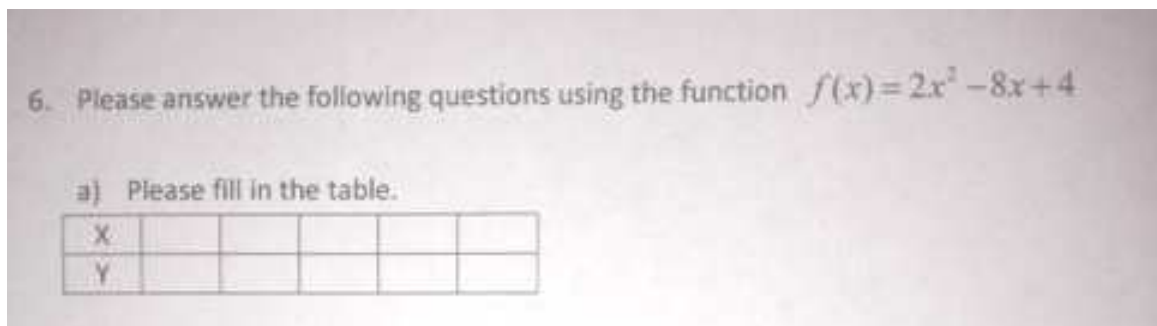 6. Please answer the following questions using the function f(x) = 2x² – 8x + 4
a) Please fill in the table.
X
Y